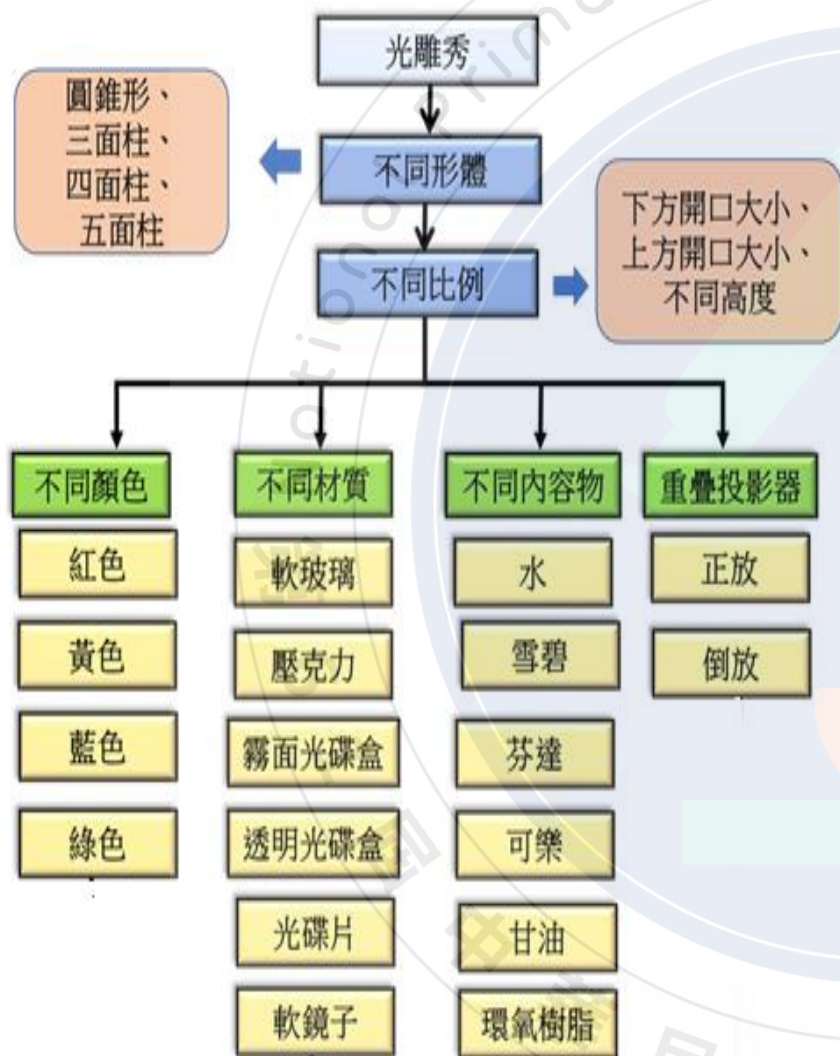 光雕秀
圓錐形、
三面柱、
四面柱、
五面柱
不同形體
下方開口大小、
上方開口大小、
不同高度
不同比例
不同顏色
紅色
黃色
藍色
綠色
不同材質
軟玻璃
壓克力
霧面光碟盒
透明光碟盒
光碟片
軟鏡子
不同內容物
水
雪碧
芬達
可樂
甘油
環氧樹脂
重疊投影器
正放
倒放